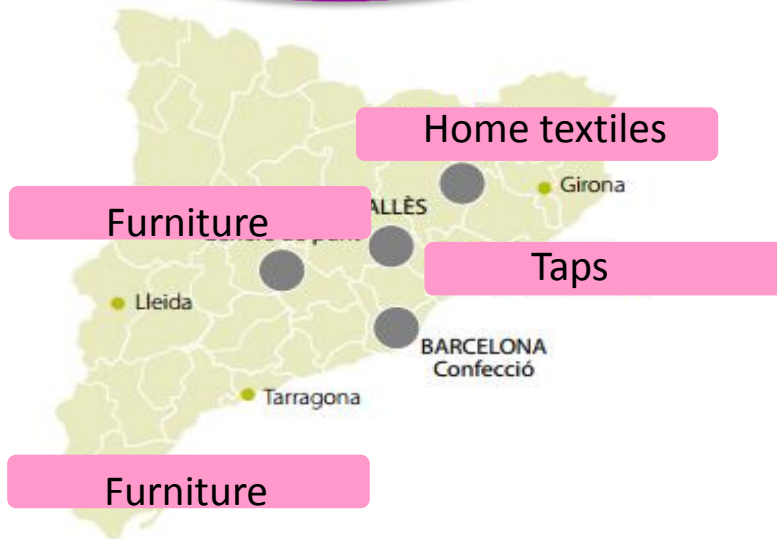 Home textiles
Girona
ALLÈS
Furniture
Taps
Lleida
BARCELONA
Confecció
Tarragona
Furniture